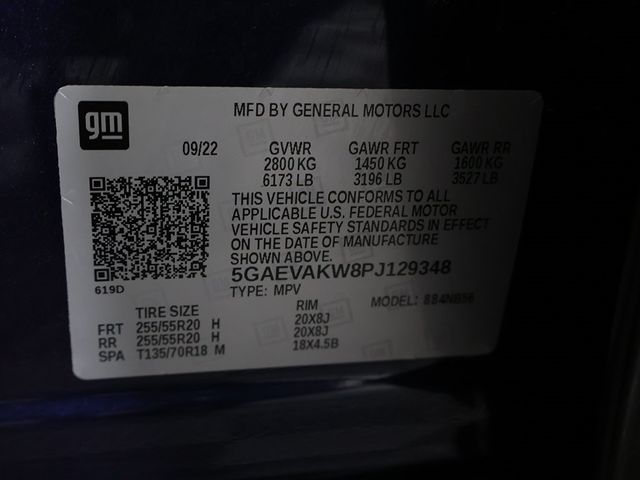 gm
MFD BY GENERAL MOTORS LLC
09/22 GVWR GAWR FRT GAWR RR
2800 KG 1450 KG 1600 KG
6173 LB 3196 LB 3527 LB
THIS VEHICLE CONFORMS TO ALL
APPLICABLE U.S. FEDERAL MOTOR
VEHICLE SAFETY STANDARDS IN EFFECT
ON THE DATE OF MANUFACTURE
SHOWN ABOVE.
619D
5GAEVAKW8PJ129348
TYPE: MPV MODEL: 884NB56
TIRE SIZE RIM
FRT 255/55R20 H 20X8J
RR 255/55R20 H 20X8J
SPA T135/70R18 M 18X4.5B